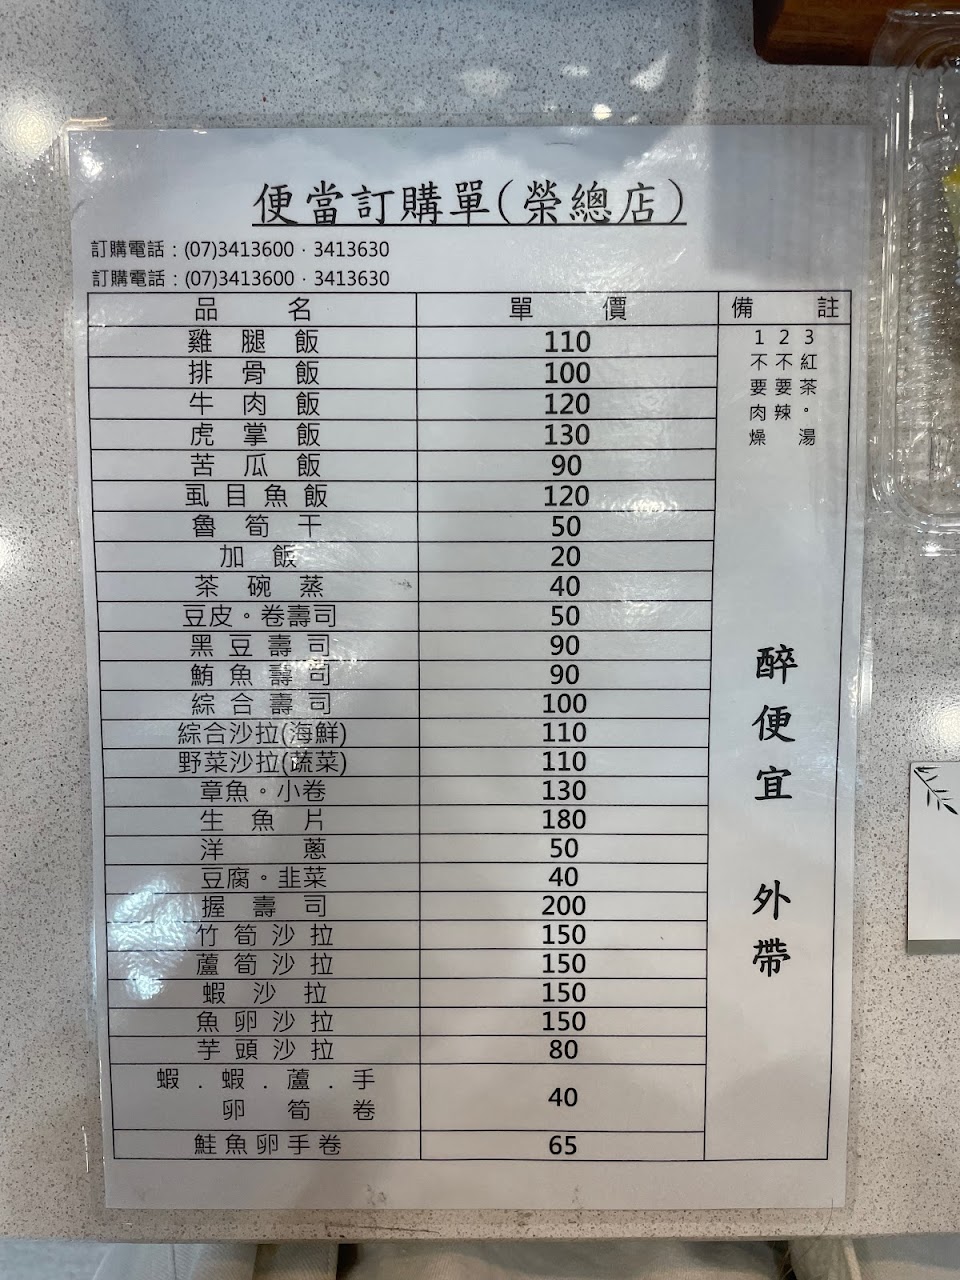 便當訂購單(榮總店)
訂購電話：(07)3413600．3413630
訂購電話：(07)3413600．3413630
品名 單價 備註
雞腿飯 110
排骨飯 100
牛肉飯 120
虎掌飯 130
苦瓜飯 90
虱目魚飯 120
魯筍干 50
加飯 20
茶碗蒸 40
豆皮。卷壽司 50
黑豆壽司 90
鮪魚壽司 90
綜合壽司 100
綜合沙拉(海鮮) 110
野菜沙拉(蔬菜) 110
章魚。小卷 130
生魚片 180
洋蔥 50
豆腐。韭菜 40
握壽司 200
竹筍沙拉 150
蘆筍沙拉 150
蝦沙拉 150
魚卵沙拉 150
芋頭沙拉 80
蝦．蝦．蘆．手 40
卵筍卷
鮭魚卵手卷 65
1不要肉燥
2不要辣
3紅茶。湯
醉便宜 外帶